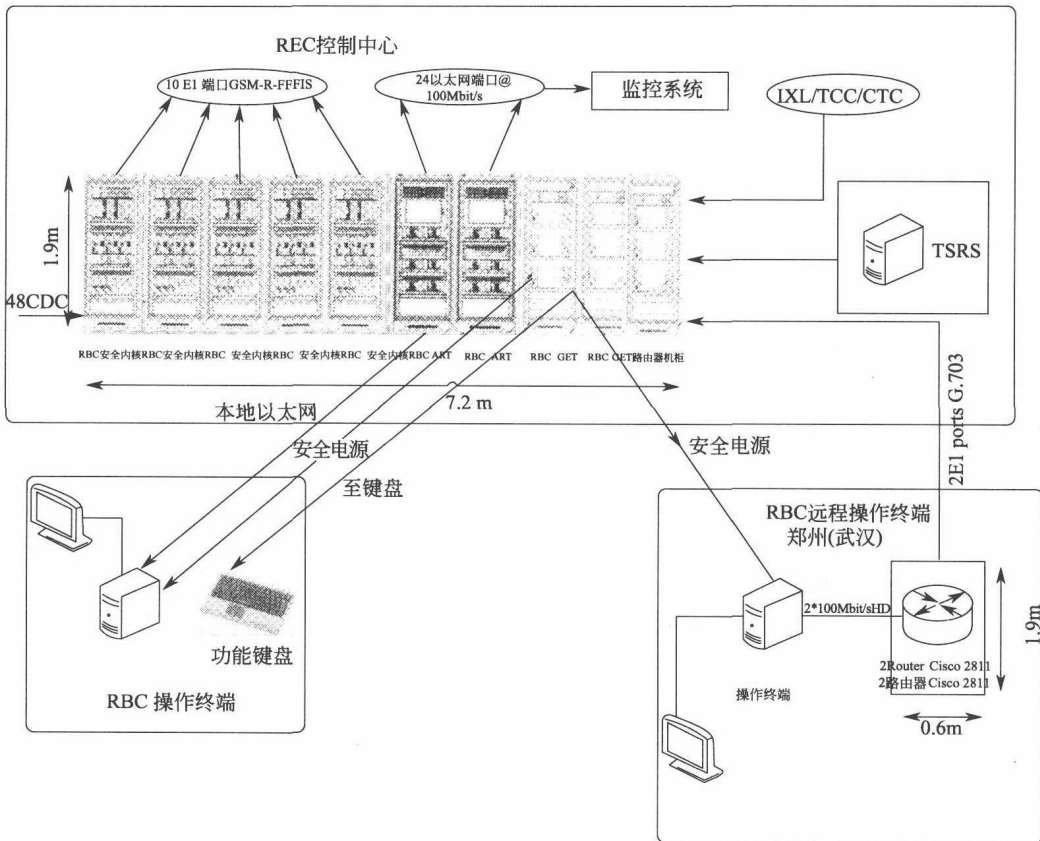 REC控制中心
10 E1 端口GSM-R-FFFIS
24以太网端口@
100Mbit/s
监控系统
IXL/TCC/CTC
1.9m
TSRS
48CDC
RBC安全内核RBC安全内核RBC 安全内核RBC 安全内核RBC 安全内核RBC ART RBC ART RBC GET RBC GET路由器机柜
7.2 m
本地以太网
2E1 ports G.703
安全电源
安全电源
至键盘
RBC远程操作终端
郑州(武汉)
2*100Mbit/sHD
1.9m
功能键盘
2Router Cisco 2811
2路由器Cisco 2811
操作终端
RBC 操作终端
0.6m